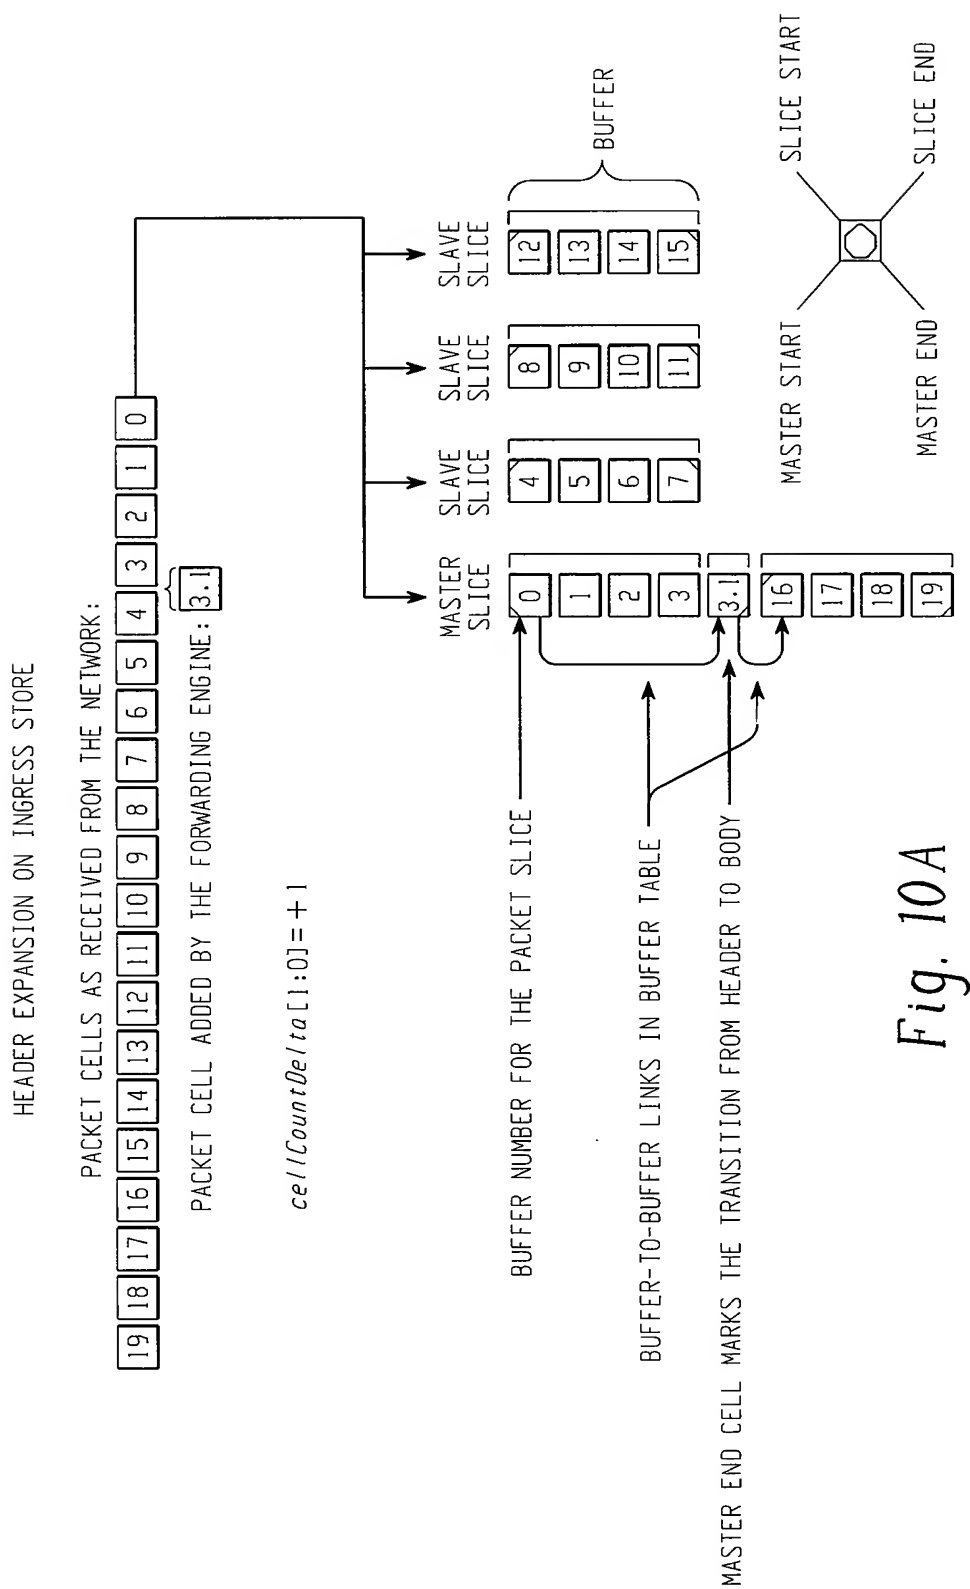 HEADER EXPANSION ON INGRESS STORE
PACKET CELLS AS RECEIVED FROM THE NETWORK:
19 18 17 16 15 14 13 12 11 10 9 8 7 6 5 4 3 2 1 0
PACKET CELL ADDED BY THE FORWARDING ENGINE: 3.1
cellCountDelta[1:0]=+1
MASTER SLICE
SLAVE SLICE
SLAVE SLICE
SLAVE SLICE
BUFFER NUMBER FOR THE PACKET SLICE
0 4 8 12
1 5 9 13
2 6 10 14
3 7 11 15
BUFFER
BUFFER-TO-BUFFER LINKS IN BUFFER TABLE
3.1
MASTER END CELL MARKS THE TRANSITION FROM HEADER TO BODY
16
17
18
19
MASTER START
SLICE START
MASTER END
SLICE END
Fig. 10A